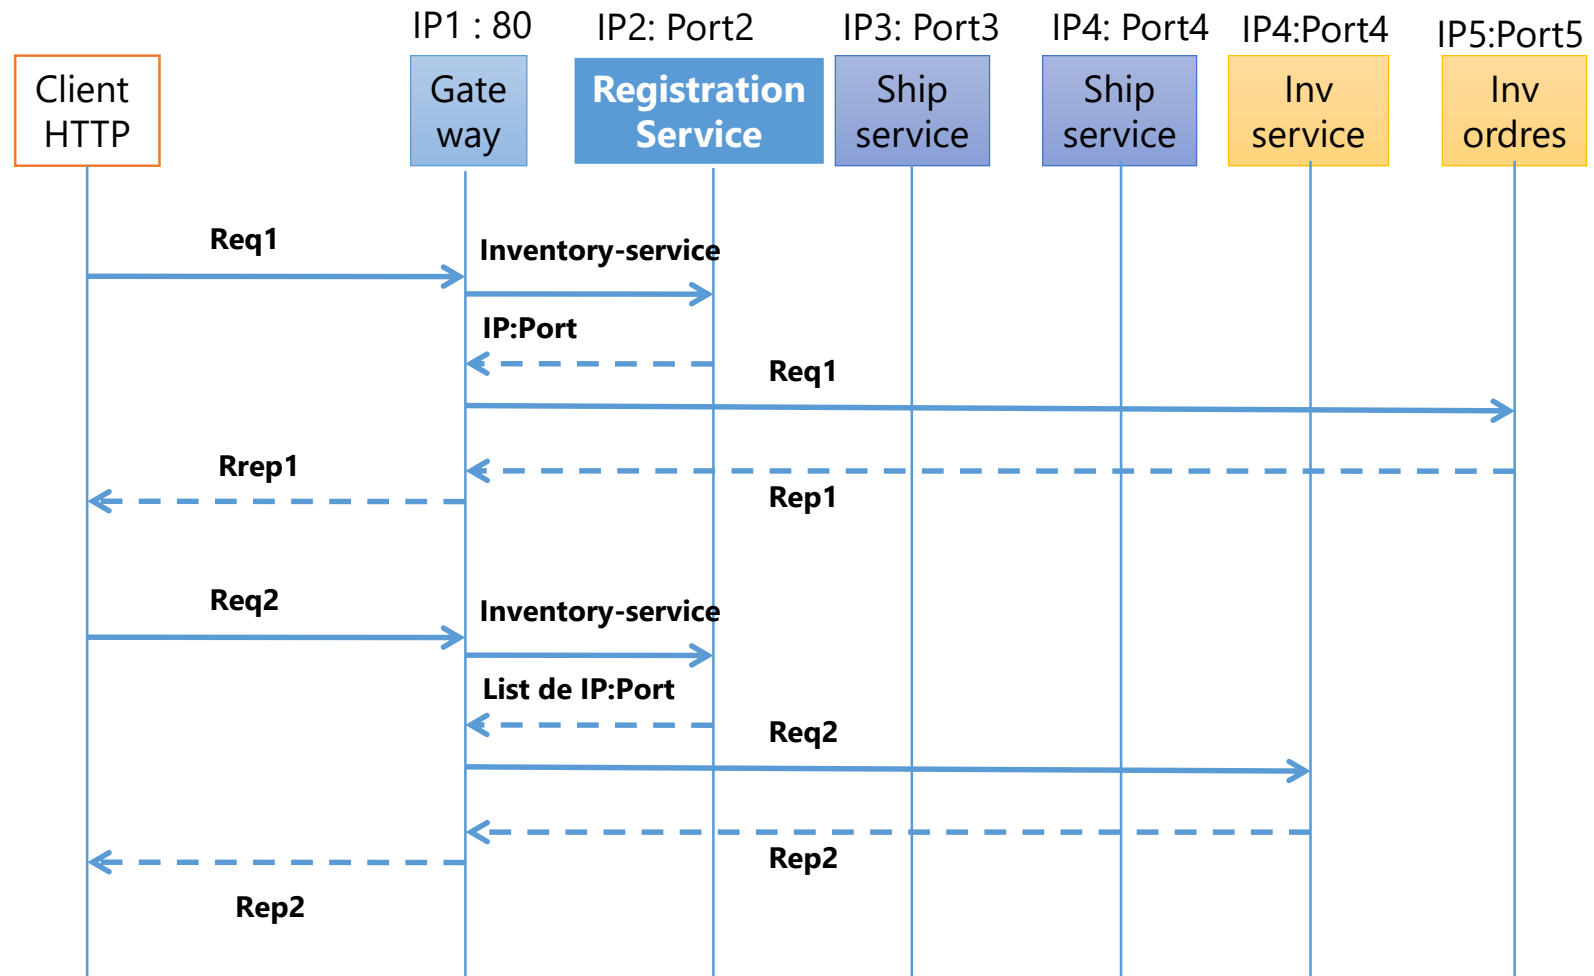 IP1 : 80
IP2: Port2
IP3: Port3
IP4: Port4
IP4:Port4
IP5:Port5
Client
HTTP
Gate
way
Registration
Service
Ship
service
Ship
service
Inv
service
Inv
ordres
Req1
Inventory-service
IP:Port
Req1
Rrep1
Rep1
Req2
Inventory-service
List de IP:Port
Req2
Rep2
Rep2